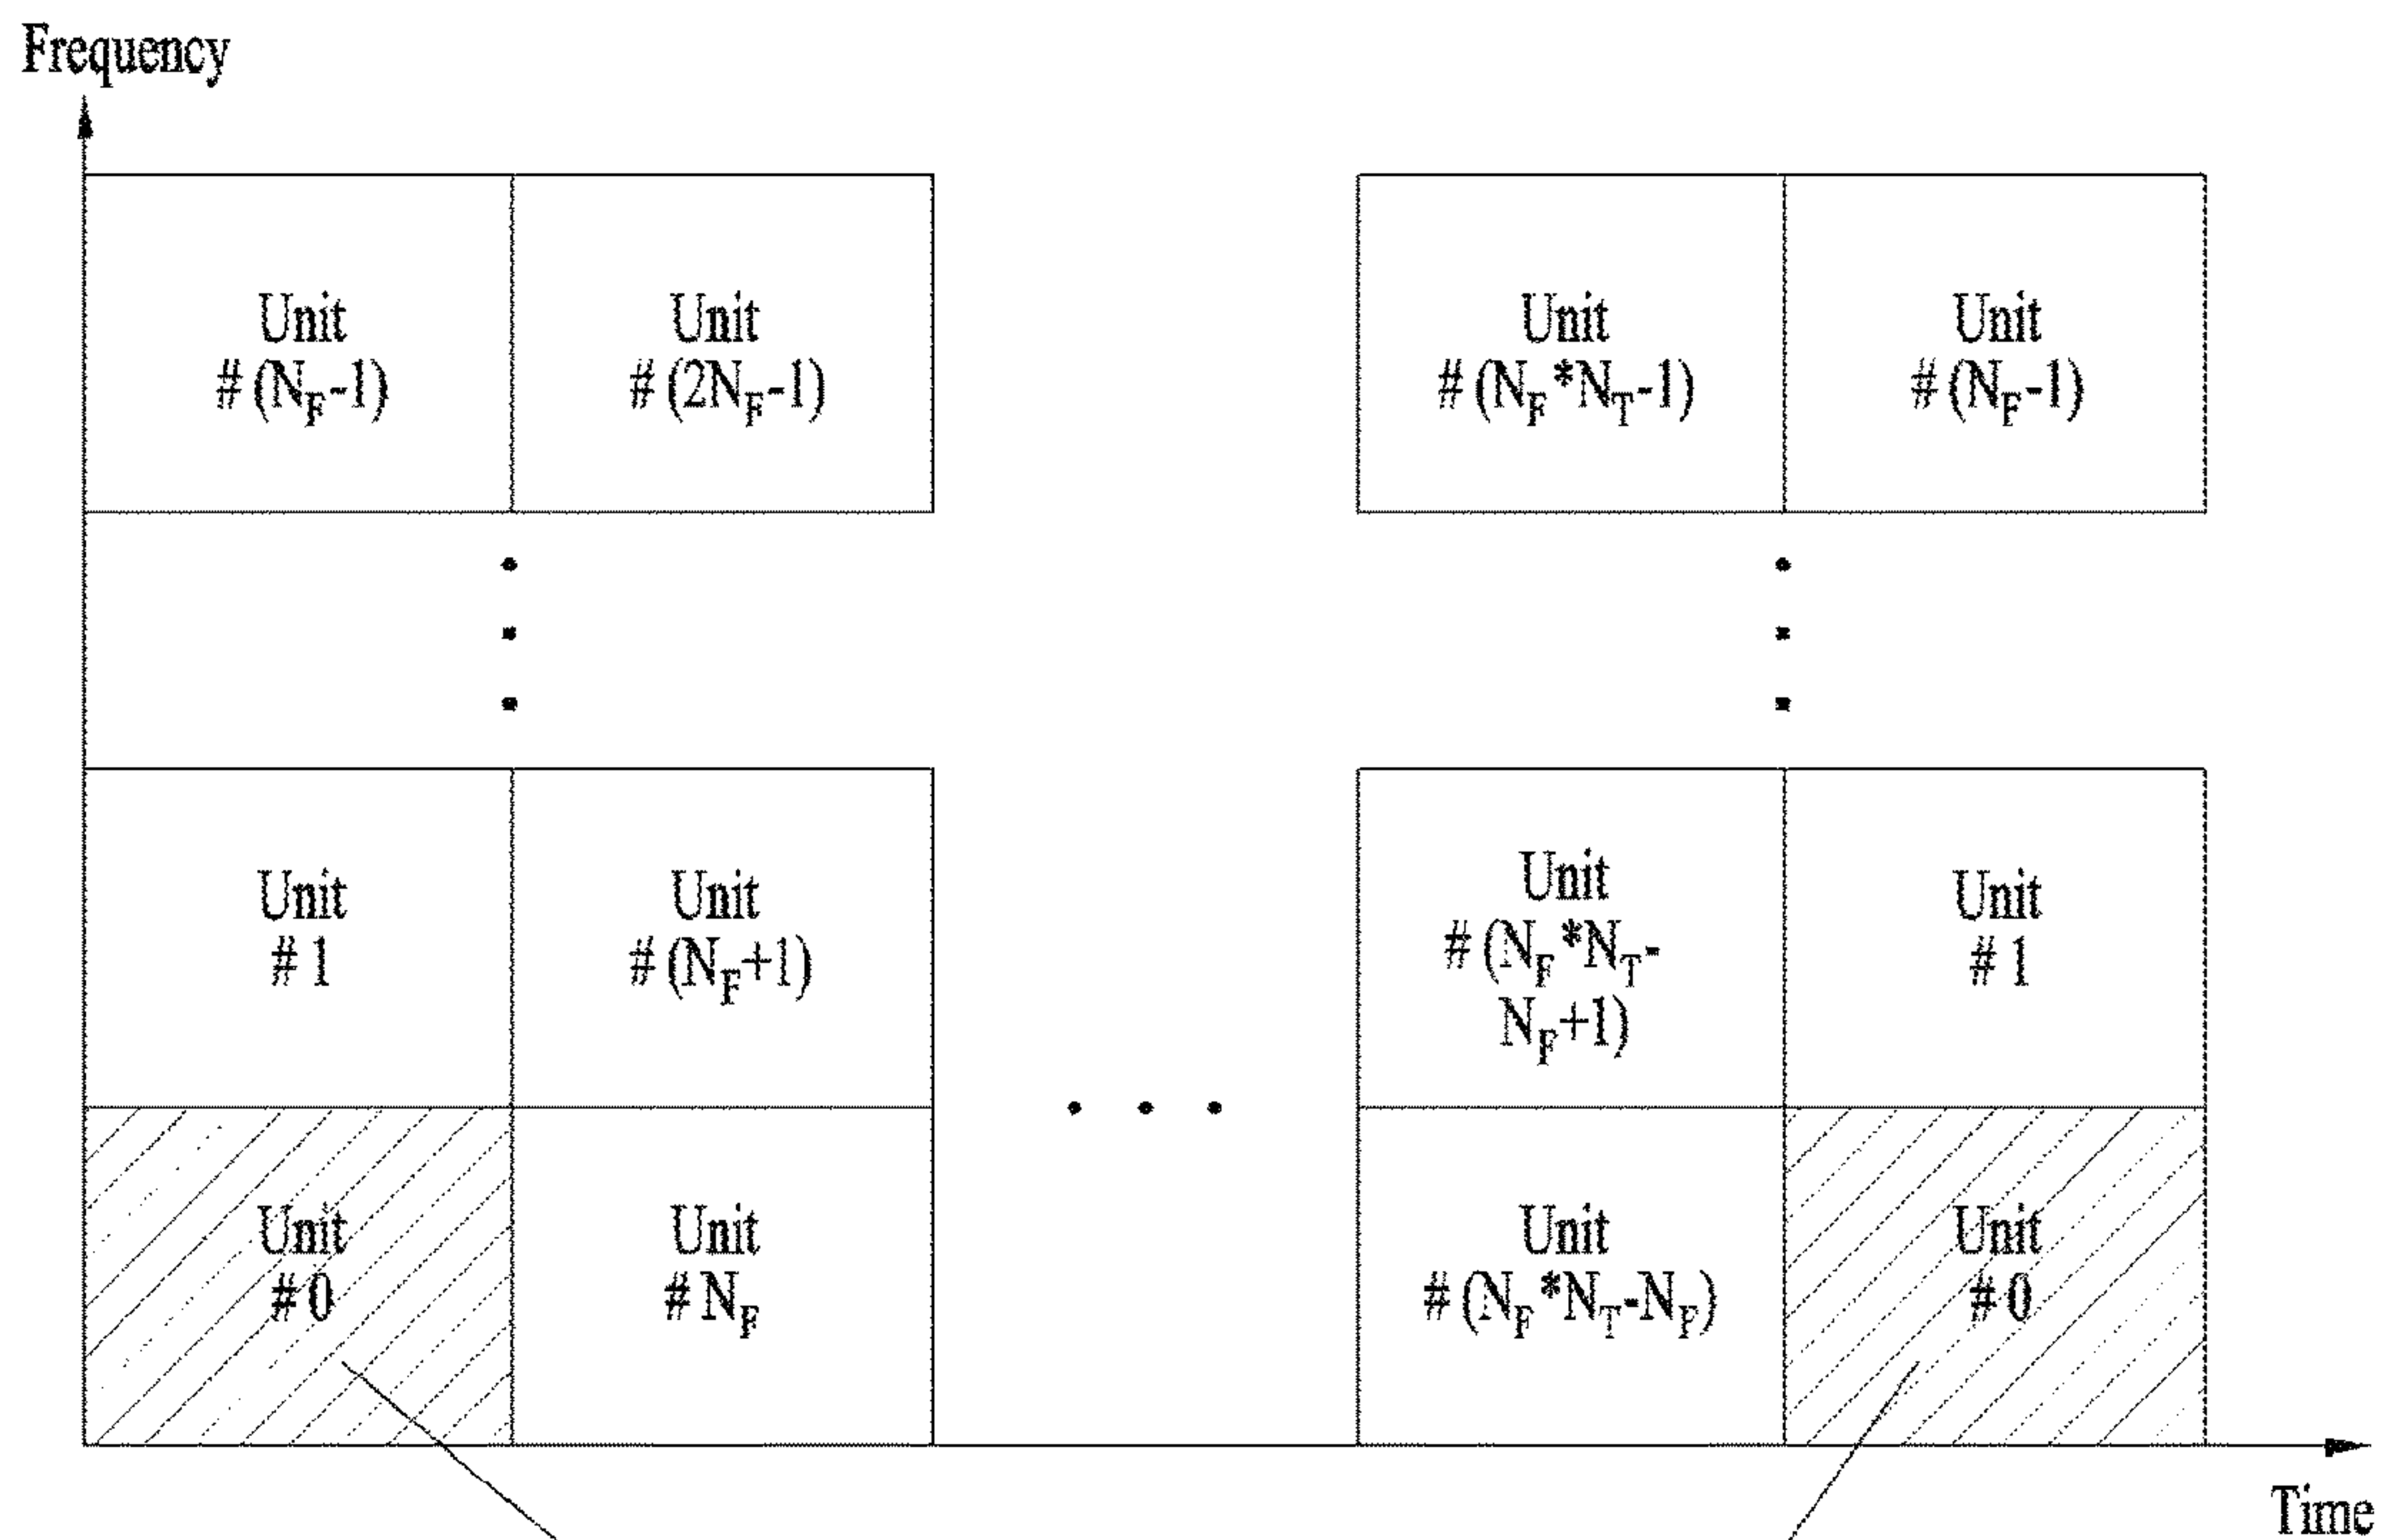 Frequency
Unit
# (N_F-1)
Unit
# (2N_F-1)
Unit
# (N_F*N_T-1)
Unit
# (N_F-1)
Unit
# 1
Unit
# (N_F+1)
Unit
# (N_F*N_T-
N_F+1)
Unit
# 1
Unit
# 0
Unit
# N_F
Unit
# (N_F*N_T-N_F)
Unit
# 0
Time